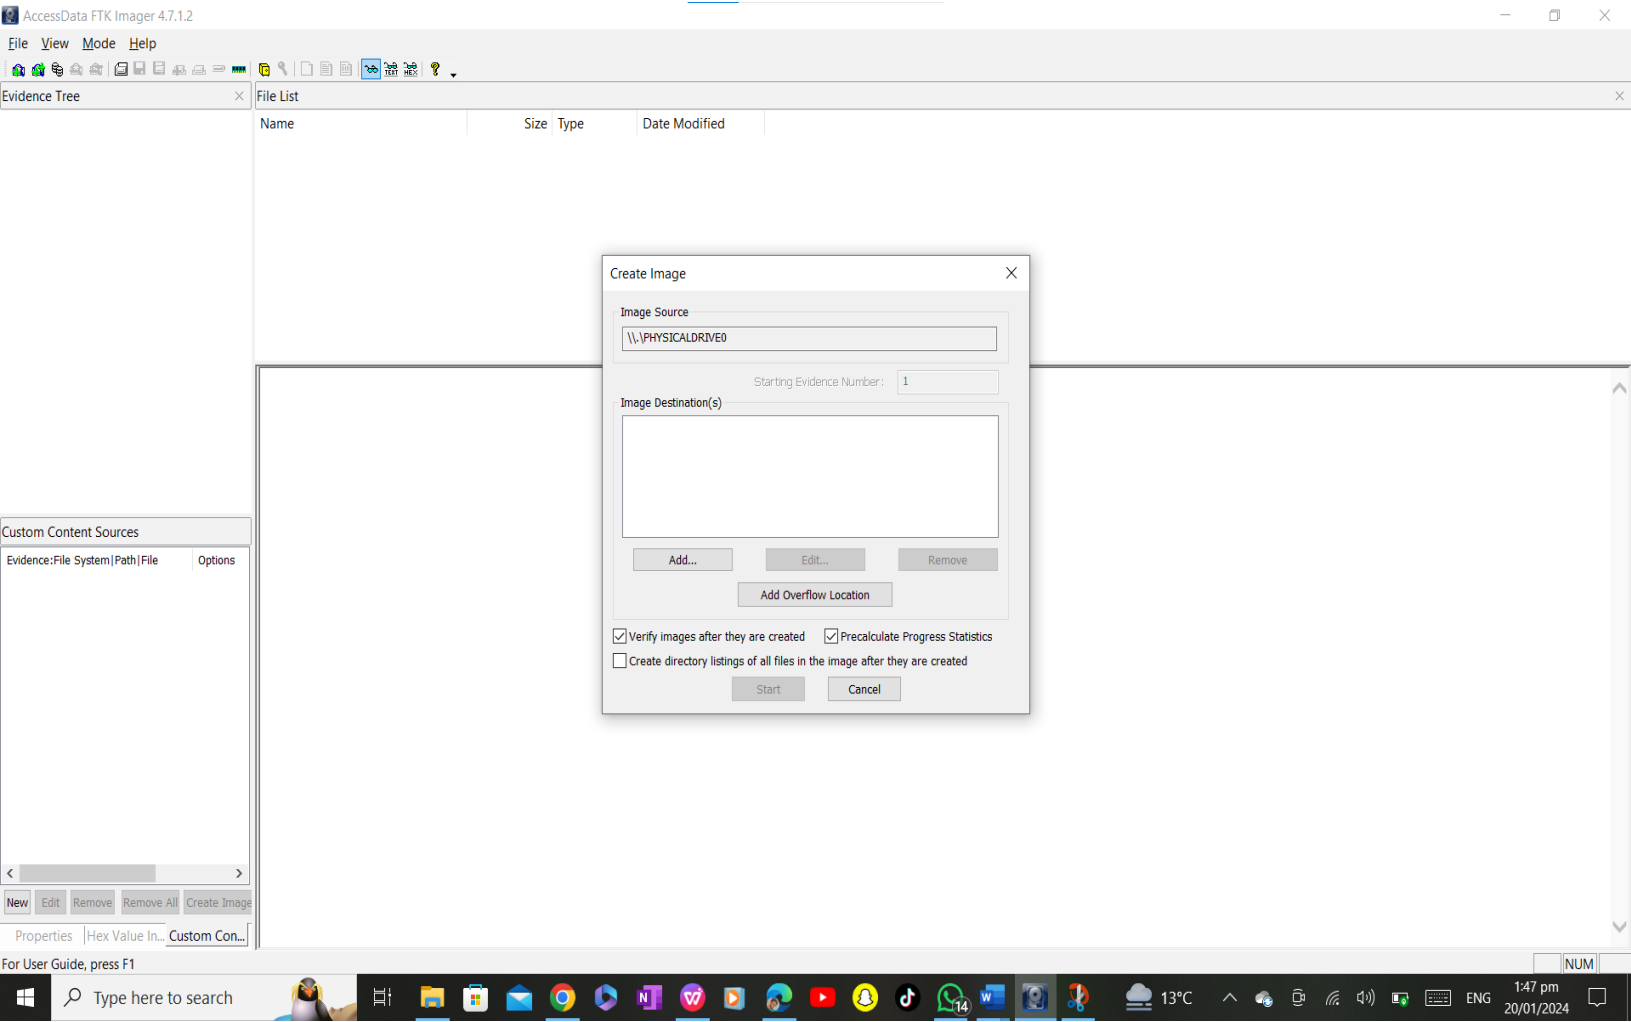 AccessData FTK Imager 4.7.1.2
File View Mode Help
TEXT HEX ?
Evidence Tree
File List
Name Size Type Date Modified
Create Image
Image Source
\\.\PHYSICALDRIVE0
Starting Evidence Number: 1
Image Destination(s)
Add... Edit... Remove
Add Overflow Location
Verify images after they are created Precalculate Progress Statistics
Create directory listings of all files in the image after they are created
Start Cancel
Custom Content Sources
Evidence:File System|Path|File Options
New Edit Remove Remove All Create Image
Properties Hex Value In... Custom Con...
For User Guide, press F1
NUM
Type here to search
N
W
14
W
13°C
ENG
1:47 pm
20/01/2024